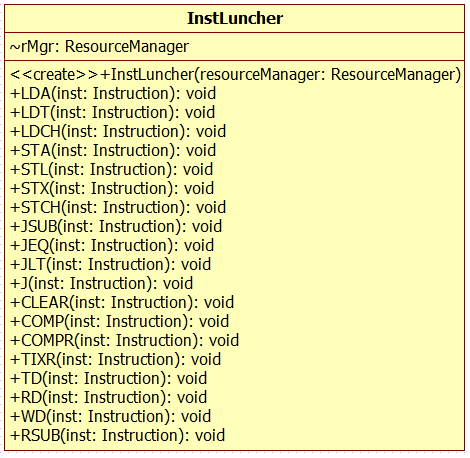 InstLuncher
~rMgr: ResourceManager
<<create>>+InstLuncher(resourceManager: ResourceManager)
+LDA(inst: Instruction): void
+LDT(inst: Instruction): void
+LDCH(inst: Instruction): void
+STA(inst: Instruction): void
+STL(inst: Instruction): void
+STX(inst: Instruction): void
+STCH(inst: Instruction): void
+JSUB(inst: Instruction): void
+JEQ(inst: Instruction): void
+JLT(inst: Instruction): void
+J(inst: Instruction): void
+CLEAR(inst: Instruction): void
+COMP(inst: Instruction): void
+COMPR(inst: Instruction): void
+TIXR(inst: Instruction): void
+TD(inst: Instruction): void
+RD(inst: Instruction): void
+WD(inst: Instruction): void
+RSUB(inst: Instruction): void